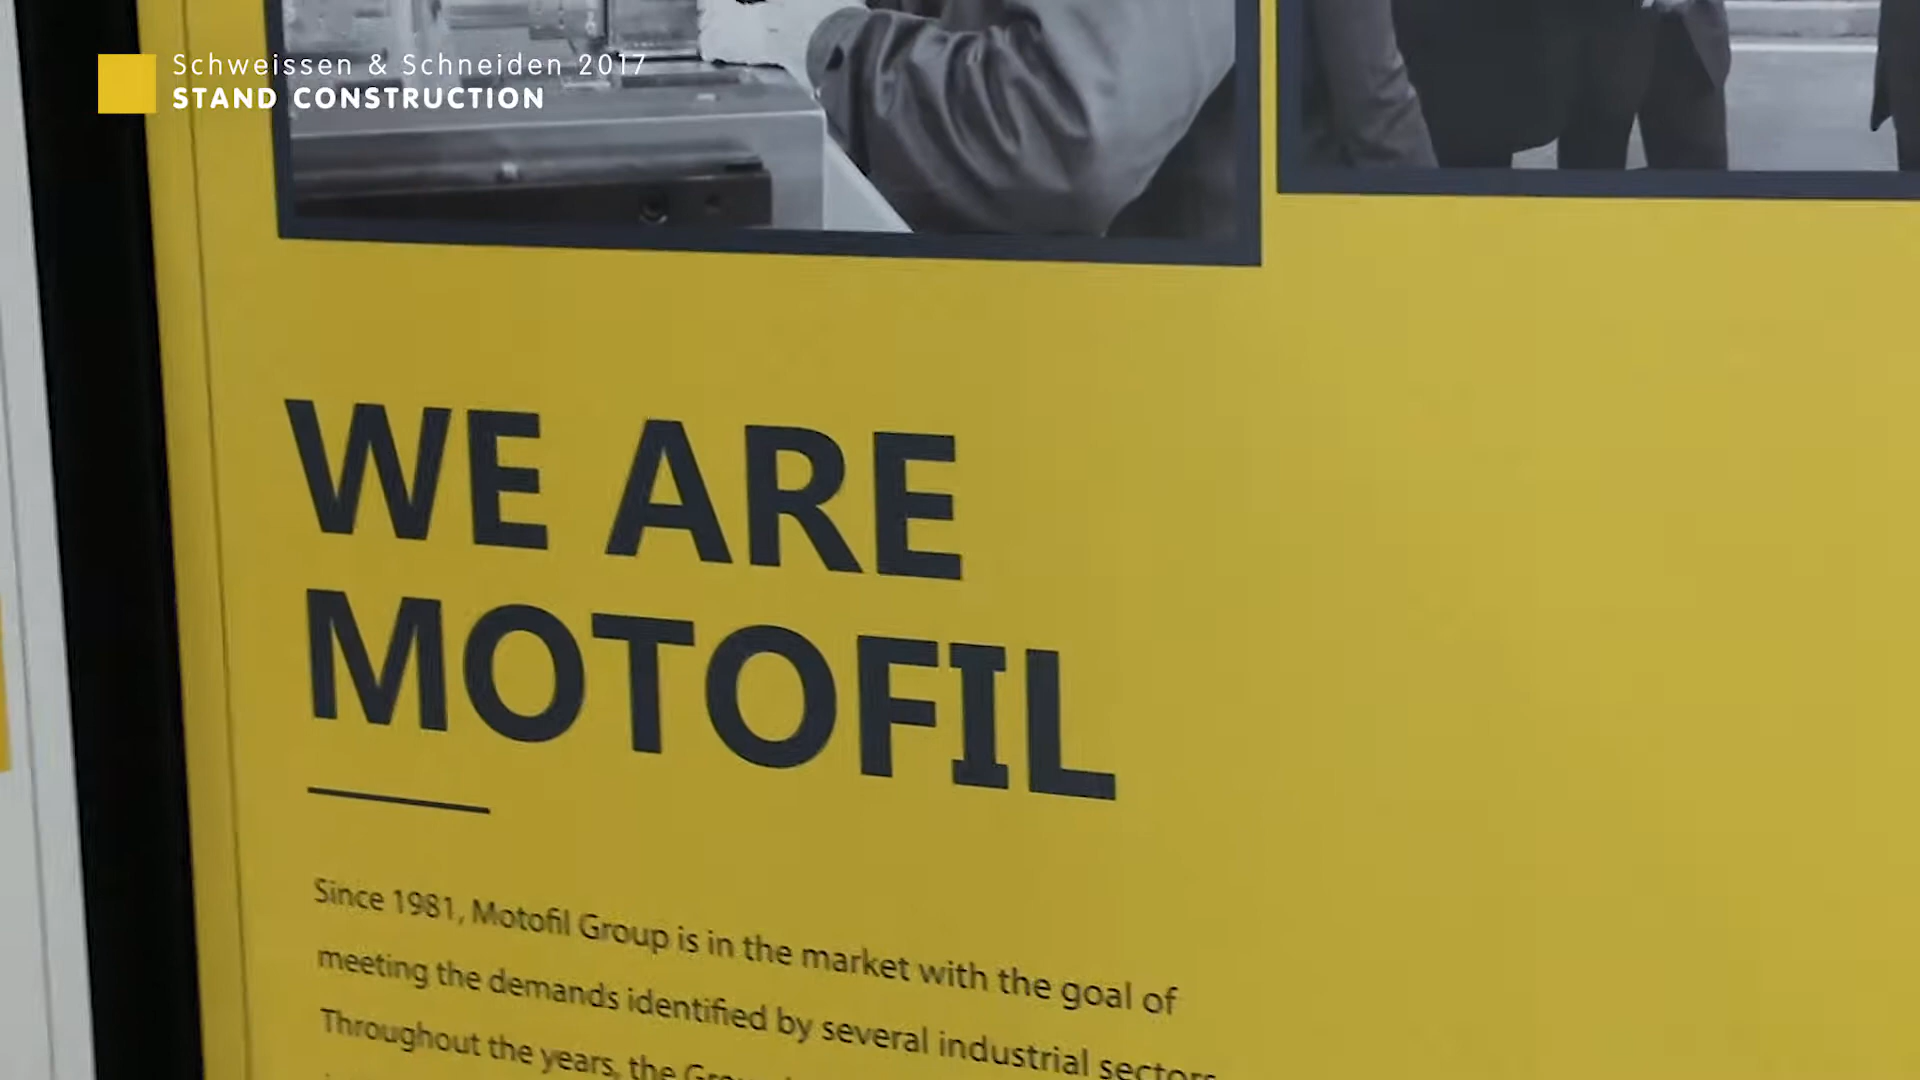 Schweissen & Schneiden 2017
STAND CONSTRUCTION
WE ARE
MOTOFIL
Since 1981, Motofil Group is in the market with the goal of
meeting the demands identified by several industrial sectors
Throughout the years, the